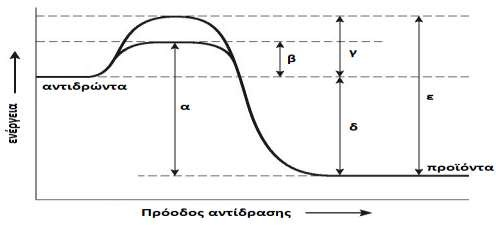 ενέργεια
αντιδρώντα
α
β
γ
δ
ε
προϊόντα
Πρόοδος αντίδρασης